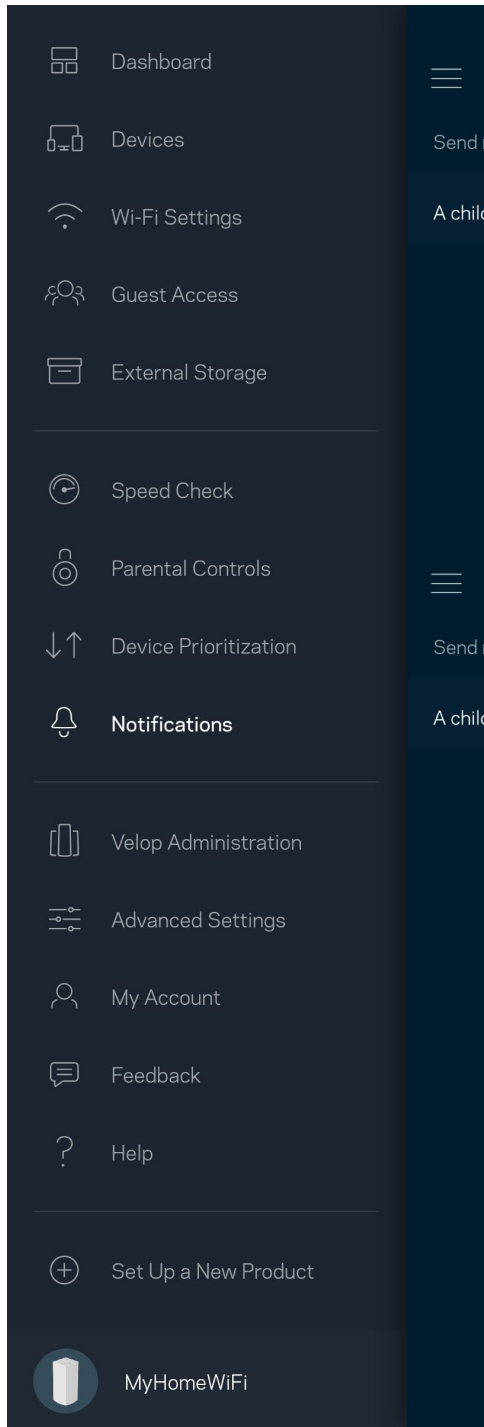 Dashboard
Devices
Wi-Fi Settings
Guest Access
External Storage
Speed Check
Parental Controls
Device Prioritization
Notifications
Velop Administration
Advanced Settings
My Account
Feedback
Help
Set Up a New Product
MyHomeWiFi
Send
A chil
Send
A chil